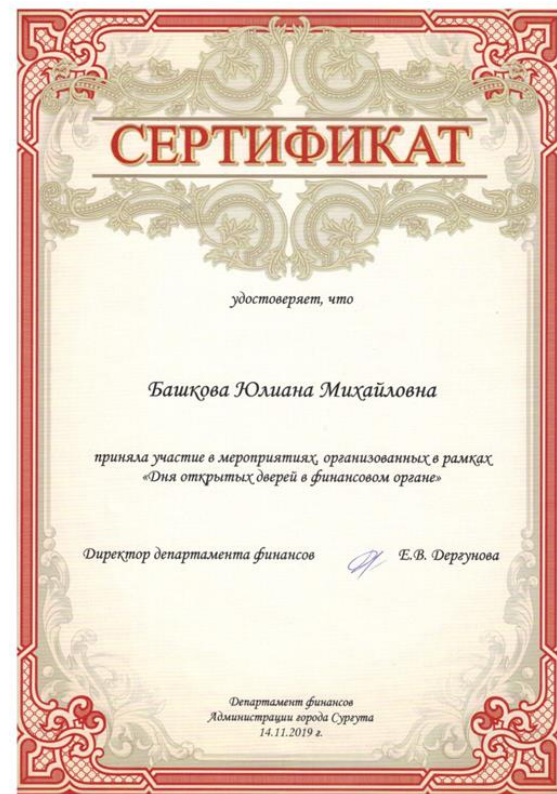 СЕРТИФИКАТ
удостоверяет, что
Башкова Юлиана Михайловна
приняла участие в мероприятиях, организованных в рамках
«Дня открытых дверей в финансовом органе»
Директор департамента финансов Е.В. Дергунова
Департамент финансов
Администрации города Сургута
14.11.2019 г.